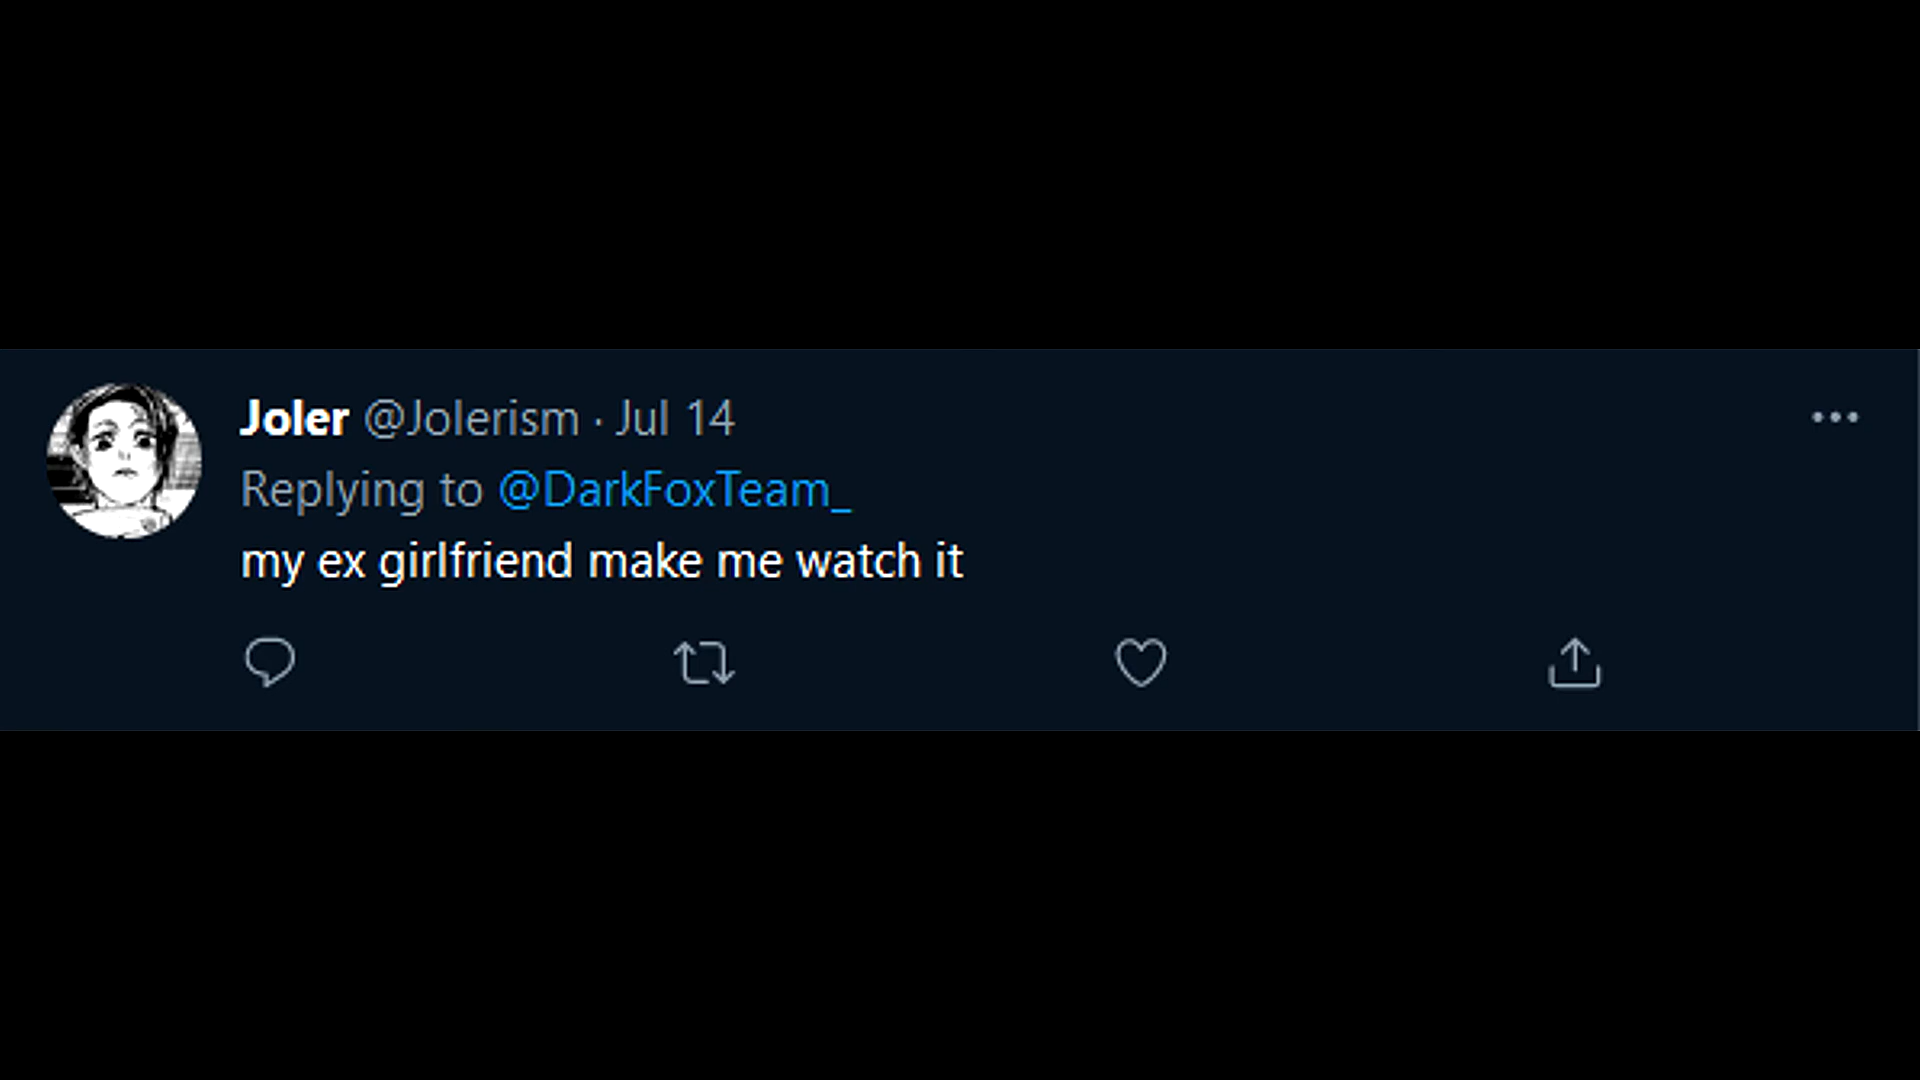 Joler @Jolerism · Jul 14
Replying to @DarkFoxTeam_
my ex girlfriend make me watch it